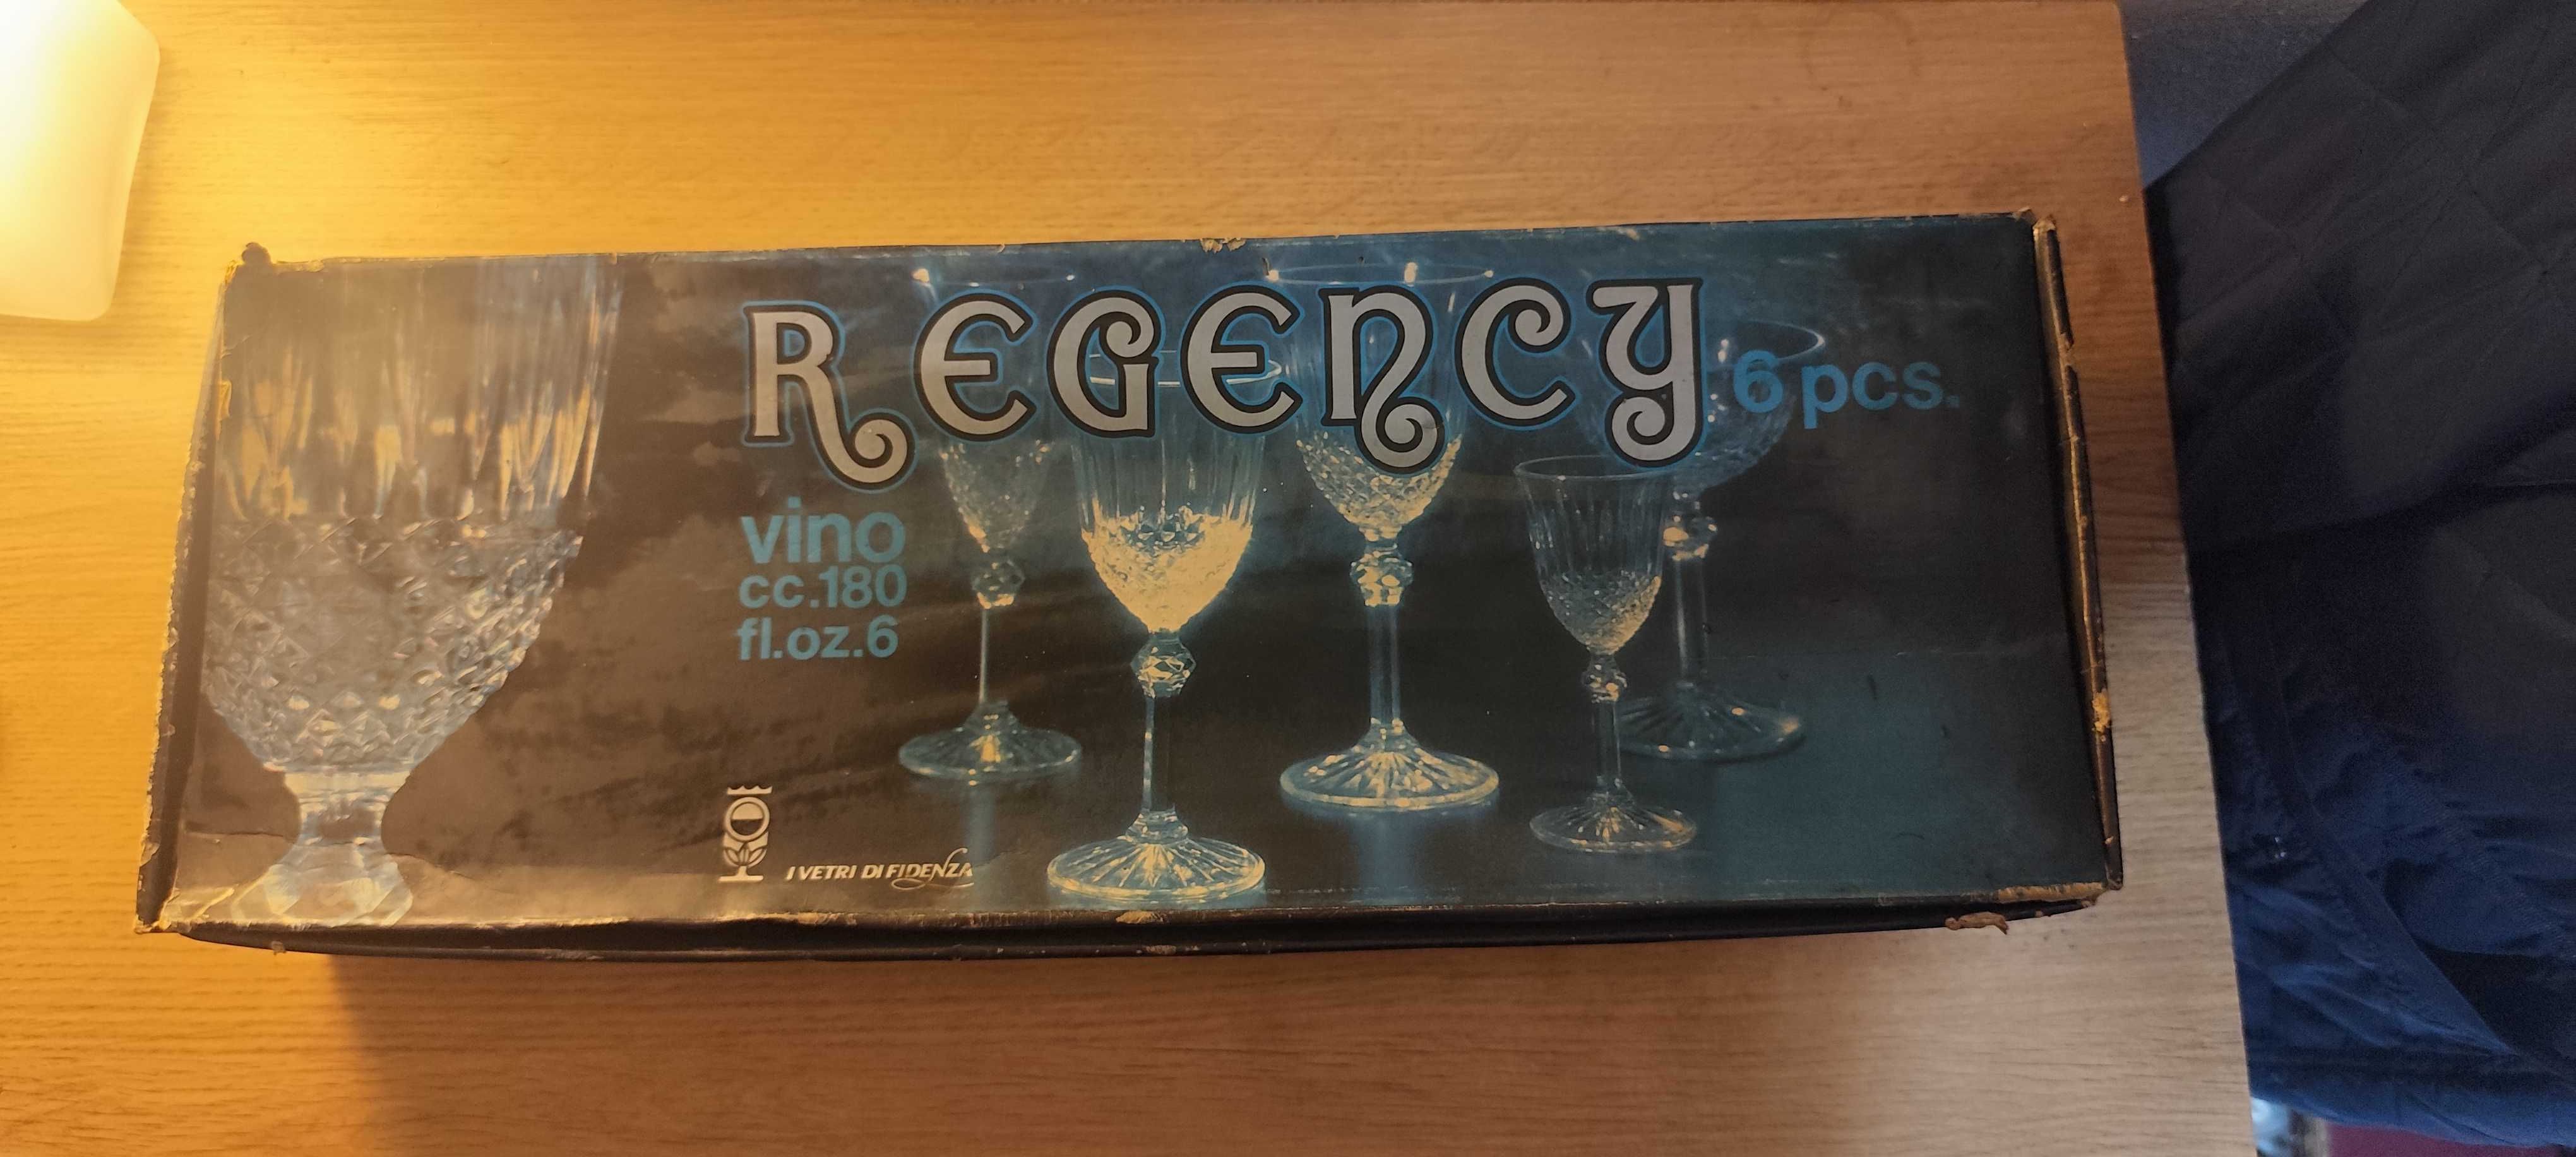 REGENCY
6 pcs.
vino
cc.180
fl.oz.6
I VETRI DI FIDENZA